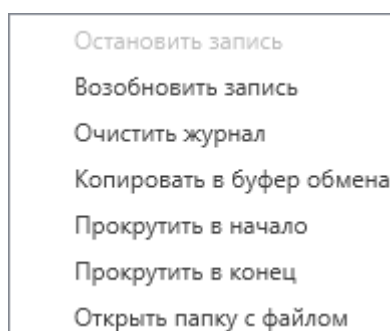 Остановить запись
Возобновить запись
Очистить журнал
Копировать в буфер обмена
Прокрутить в начало
Прокрутить в конец
Открыть папку с файлом